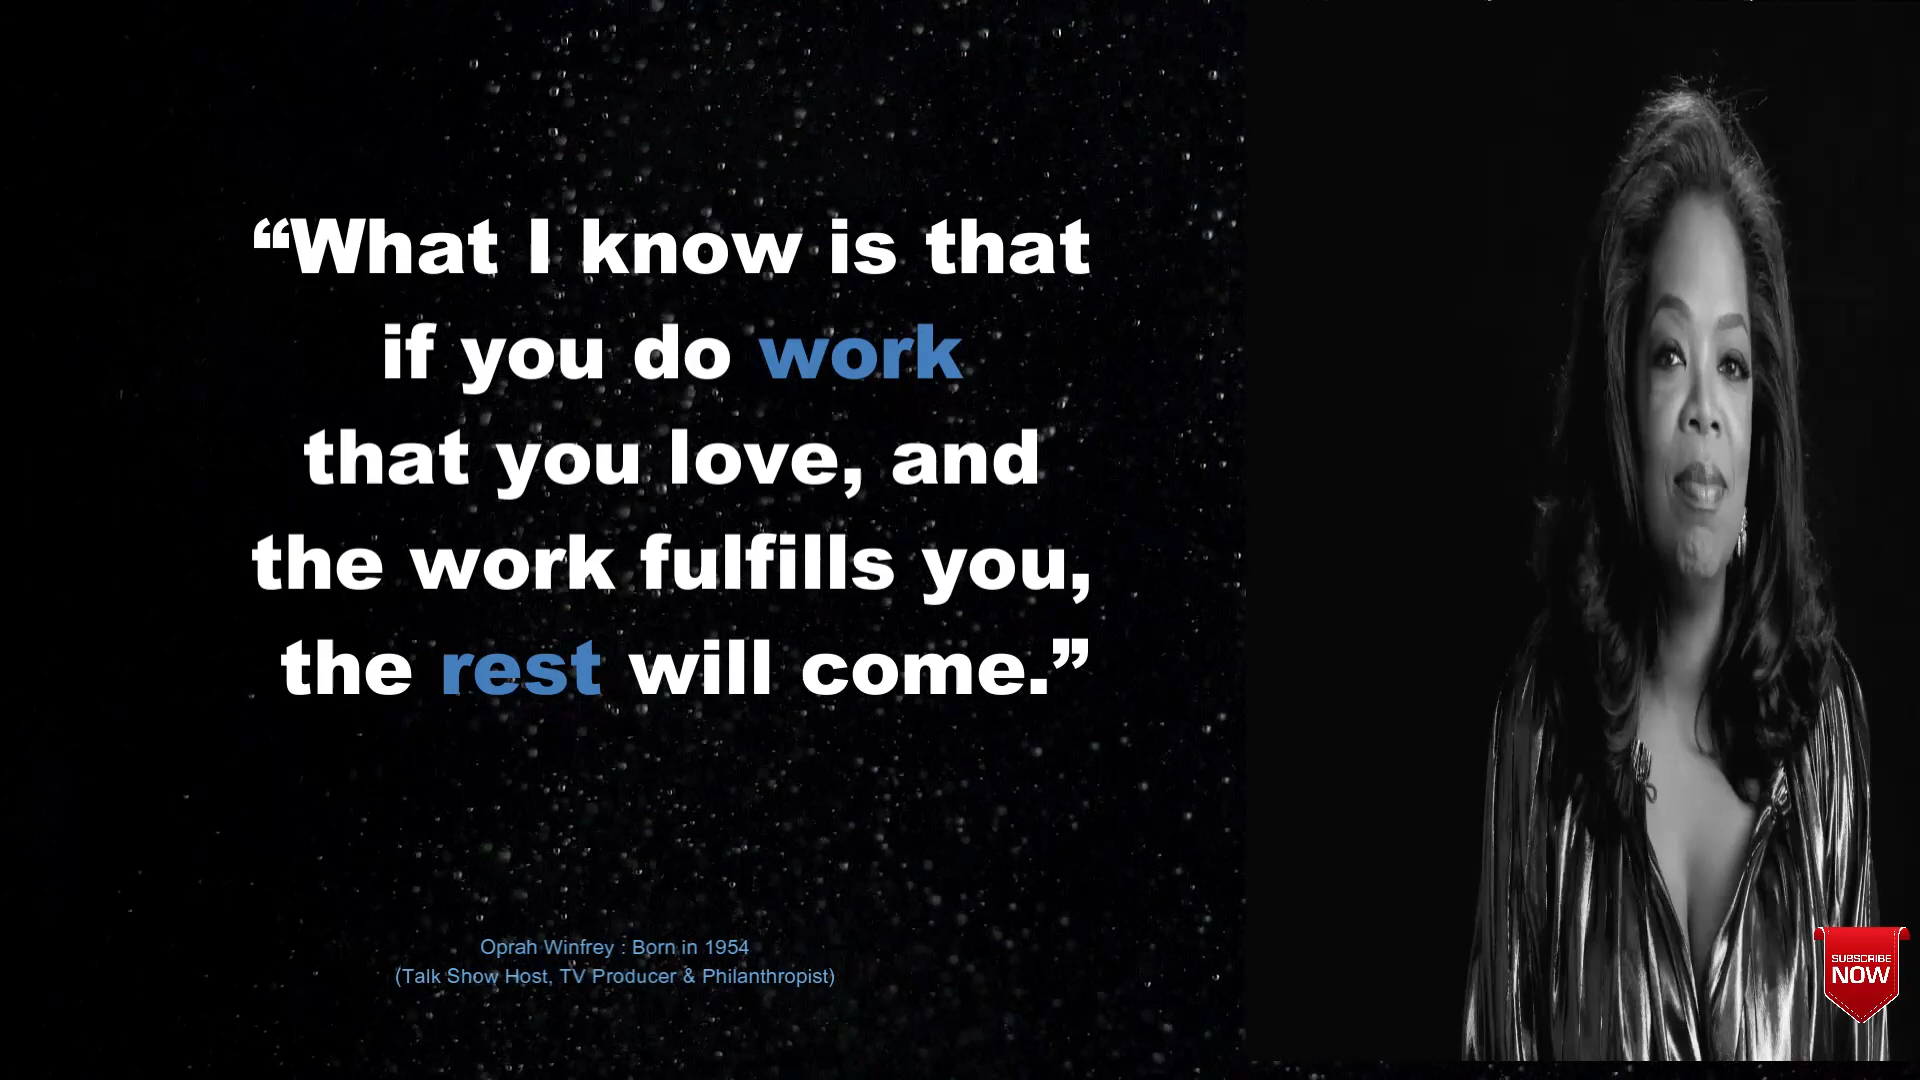 “What I know is that
if you do work
that you love, and
the work fulfills you,
the rest will come.”
Oprah Winfrey : Born in 1954
(Talk Show Host, TV Producer & Philanthropist)
SUBSCRIBE
NOW